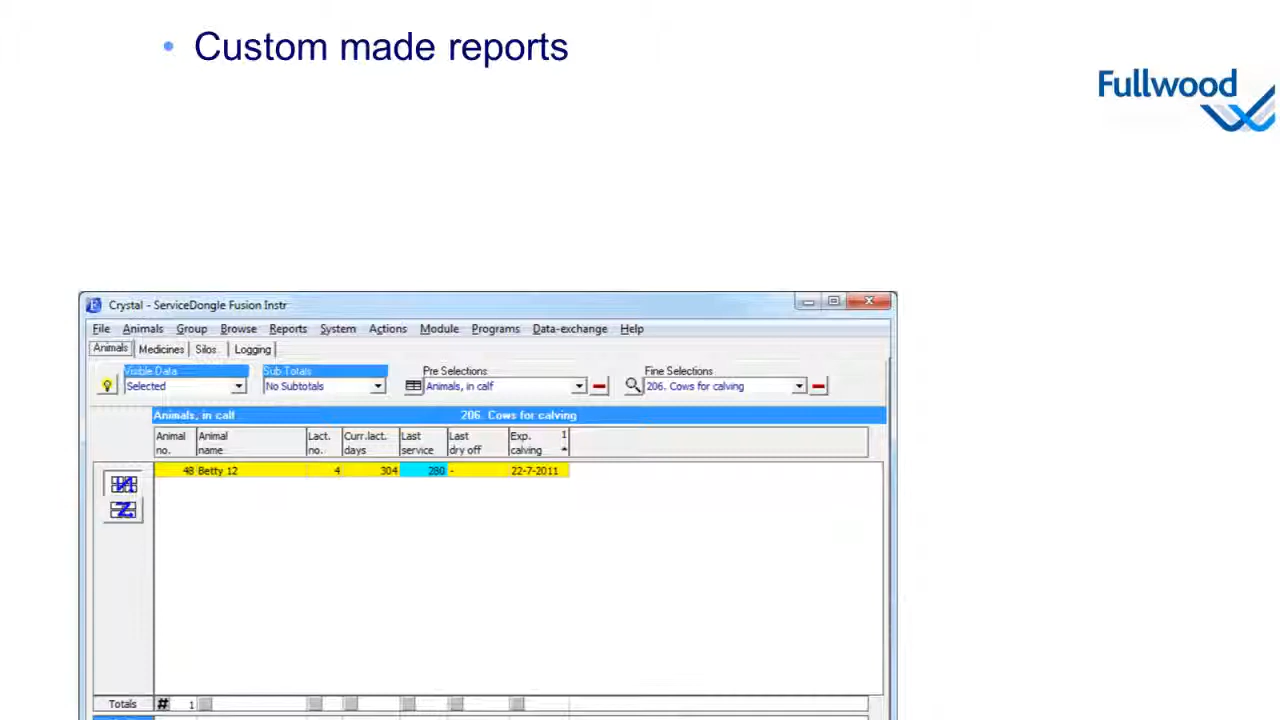 • Custom made reports
Fullwood
Crystal - ServiceDongle Fusion Instr
File Animals Group Browse Reports System Actions Module Programs Data-exchange Help
Animals Medicines Silos Logging
Visible Data Sub Totals Pre Selections Fine Selections
Selected No Subtotals Animals, in calf 206. Cows for calving
Animals, in calf 206. Cows for calving
Animal Animal Lact. Curr.lact. Last Last Exp. 1
no. name no. days service dry off calving
48 Betty 12 4 304 280 - 22-7-2011
Totals # 1